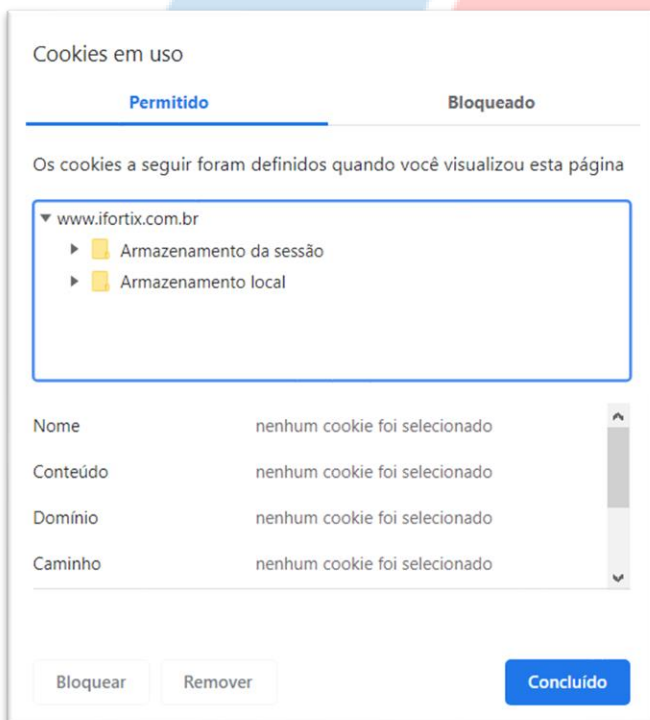 Cookies em uso
Permitido Bloqueado
Os cookies a seguir foram definidos quando você visualizou esta página
www.ifortix.com.br
Armazenamento da sessão
Armazenamento local
Nome nenhum cookie foi selecionado
Conteúdo nenhum cookie foi selecionado
Domínio nenhum cookie foi selecionado
Caminho nenhum cookie foi selecionado
Bloquear Remover Concluído